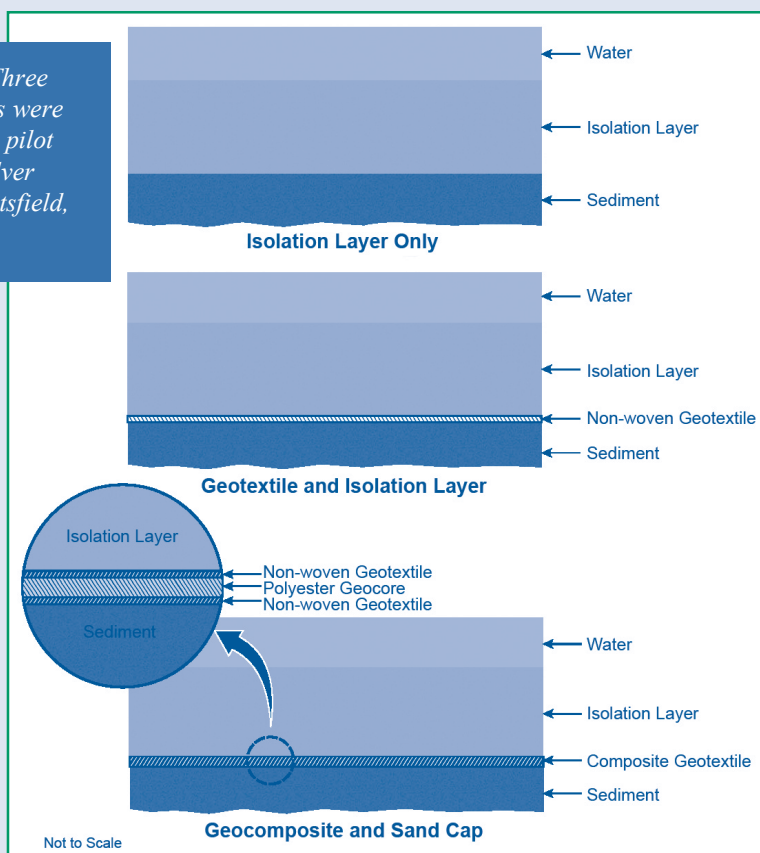 Three
s were
pilot
tsfield,
Water
Isolation Layer
Sediment
Isolation Layer Only
Water
Isolation Layer
Non-woven Geotextile
Sediment
Geotextile and Isolation Layer
Isolation Layer
Non-woven Geotextile
Polyester Geocore
Non-woven Geotextile
Sediment
Water
Isolation Layer
Composite Geotextile
Sediment
Geocomposite and Sand Cap
Not to Scale